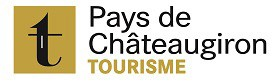 t
Pays de
Châteaugiron
TOURISME